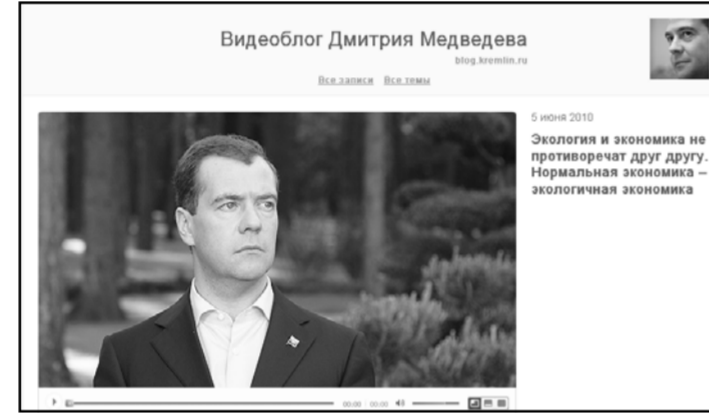 Видеоблог Дмитрия Медведева
blog.kremlin.ru
Все записи Все темы
5 июня 2010
Экология и экономика не
противоречат друг другу.
Нормальная экономика –
экологичная экономика
00:00 00:00